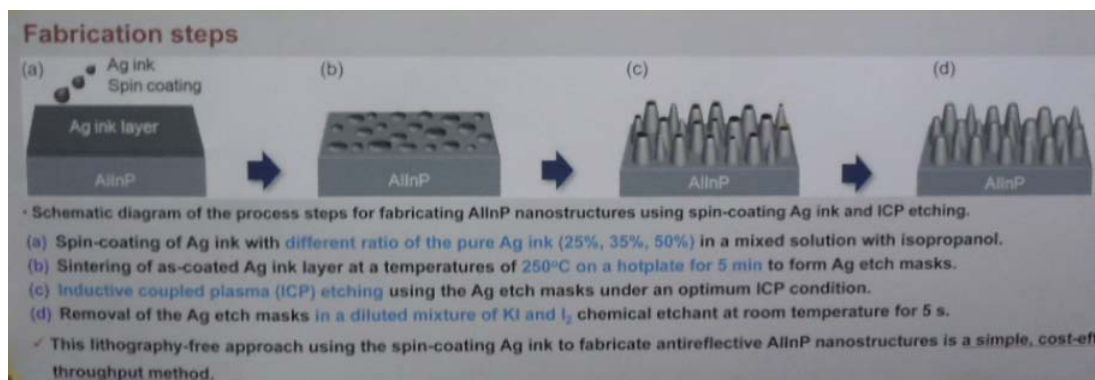 Fabrication steps
(a) Ag ink (b) (c) (d)
Spin coating
Ag ink layer
AlInP AlInP AlInP AlInP
· Schematic diagram of the process steps for fabricating AlInP nanostructures using spin-coating Ag ink and ICP etching.
(a) Spin-coating of Ag ink with different ratio of the pure Ag ink (25%, 35%, 50%) in a mixed solution with isopropanol.
(b) Sintering of as-coated Ag ink layer at a temperatures of 250°C on a hotplate for 5 min to form Ag etch masks.
(c) Inductive coupled plasma (ICP) etching using the Ag etch masks under an optimum ICP condition.
(d) Removal of the Ag etch masks in a diluted mixture of KI and I₂ chemical etchant at room temperature for 5 s.
✓ This lithography-free approach using the spin-coating Ag ink to fabricate antireflective AlInP nanostructures is a simple, cost-eff
throughput method.